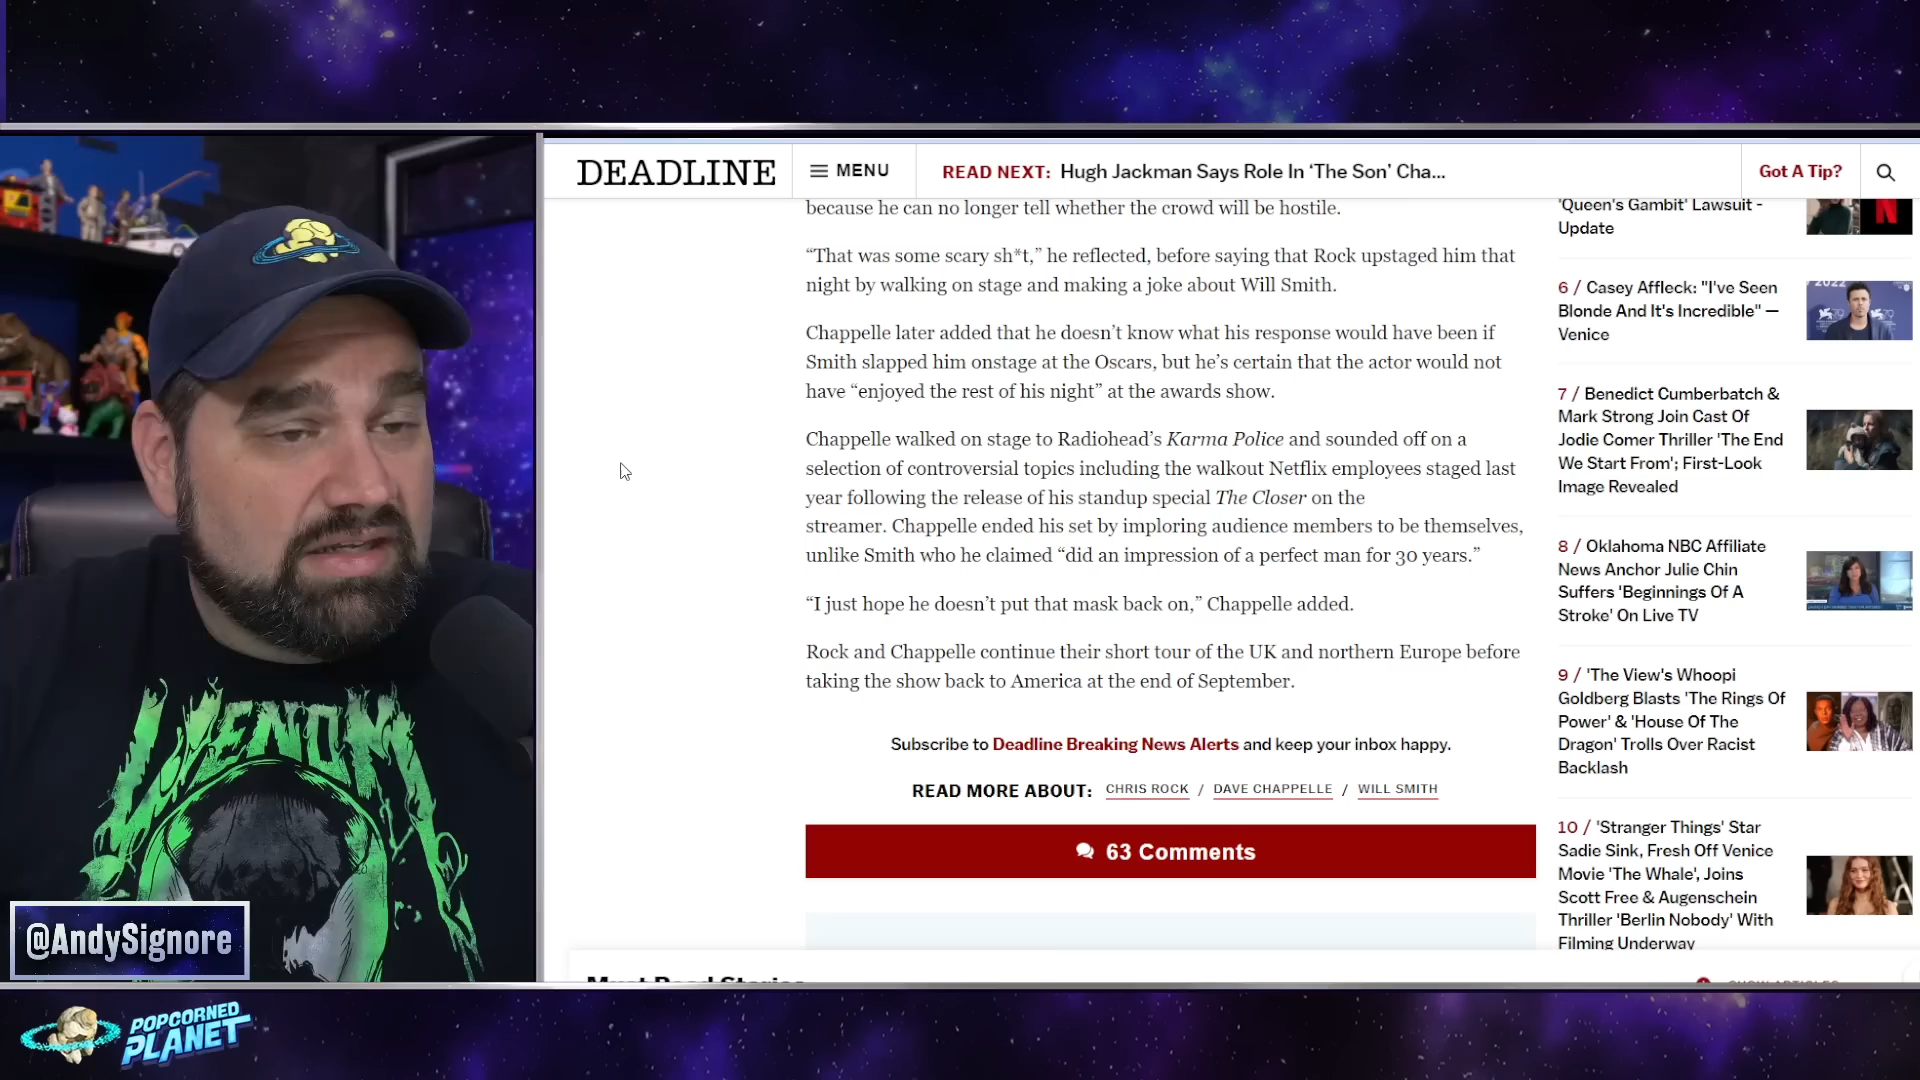 DEADLINE
MENU
READ NEXT: Hugh Jackman Says Role In ‘The Son’ Cha...
Got A Tip?
because he can no longer tell whether the crowd will be hostile.
“That was some scary sh*t,” he reflected, before saying that Rock upstaged him that
night by walking on stage and making a joke about Will Smith.
Chappelle later added that he doesn’t know what his response would have been if
Smith slapped him onstage at the Oscars, but he’s certain that the actor would not
have “enjoyed the rest of his night” at the awards show.
Chappelle walked on stage to Radiohead’s Karma Police and sounded off on a
selection of controversial topics including the walkout Netflix employees staged last
year following the release of his standup special The Closer on the
streamer. Chappelle ended his set by imploring audience members to be themselves,
unlike Smith who he claimed “did an impression of a perfect man for 30 years.”
“I just hope he doesn’t put that mask back on,” Chappelle added.
Rock and Chappelle continue their short tour of the UK and northern Europe before
taking the show back to America at the end of September.
Subscribe to Deadline Breaking News Alerts and keep your inbox happy.
READ MORE ABOUT: CHRIS ROCK / DAVE CHAPPELLE / WILL SMITH
63 Comments
'Queen's Gambit' Lawsuit -
Update
6 / Casey Affleck: "I've Seen
Blonde And It's Incredible" —
Venice
7 / Benedict Cumberbatch &
Mark Strong Join Cast Of
Jodie Comer Thriller 'The End
We Start From'; First-Look
Image Revealed
8 / Oklahoma NBC Affiliate
News Anchor Julie Chin
Suffers 'Beginnings Of A
Stroke' On Live TV
9 / 'The View's Whoopi
Goldberg Blasts 'The Rings Of
Power' & 'House Of The
Dragon' Trolls Over Racist
Backlash
10 / 'Stranger Things' Star
Sadie Sink, Fresh Off Venice
Movie 'The Whale', Joins
Scott Free & Augenschein
Thriller 'Berlin Nobody' With
Filming Underway
VENOM
@AndySignore
POPCORNED
PLANET